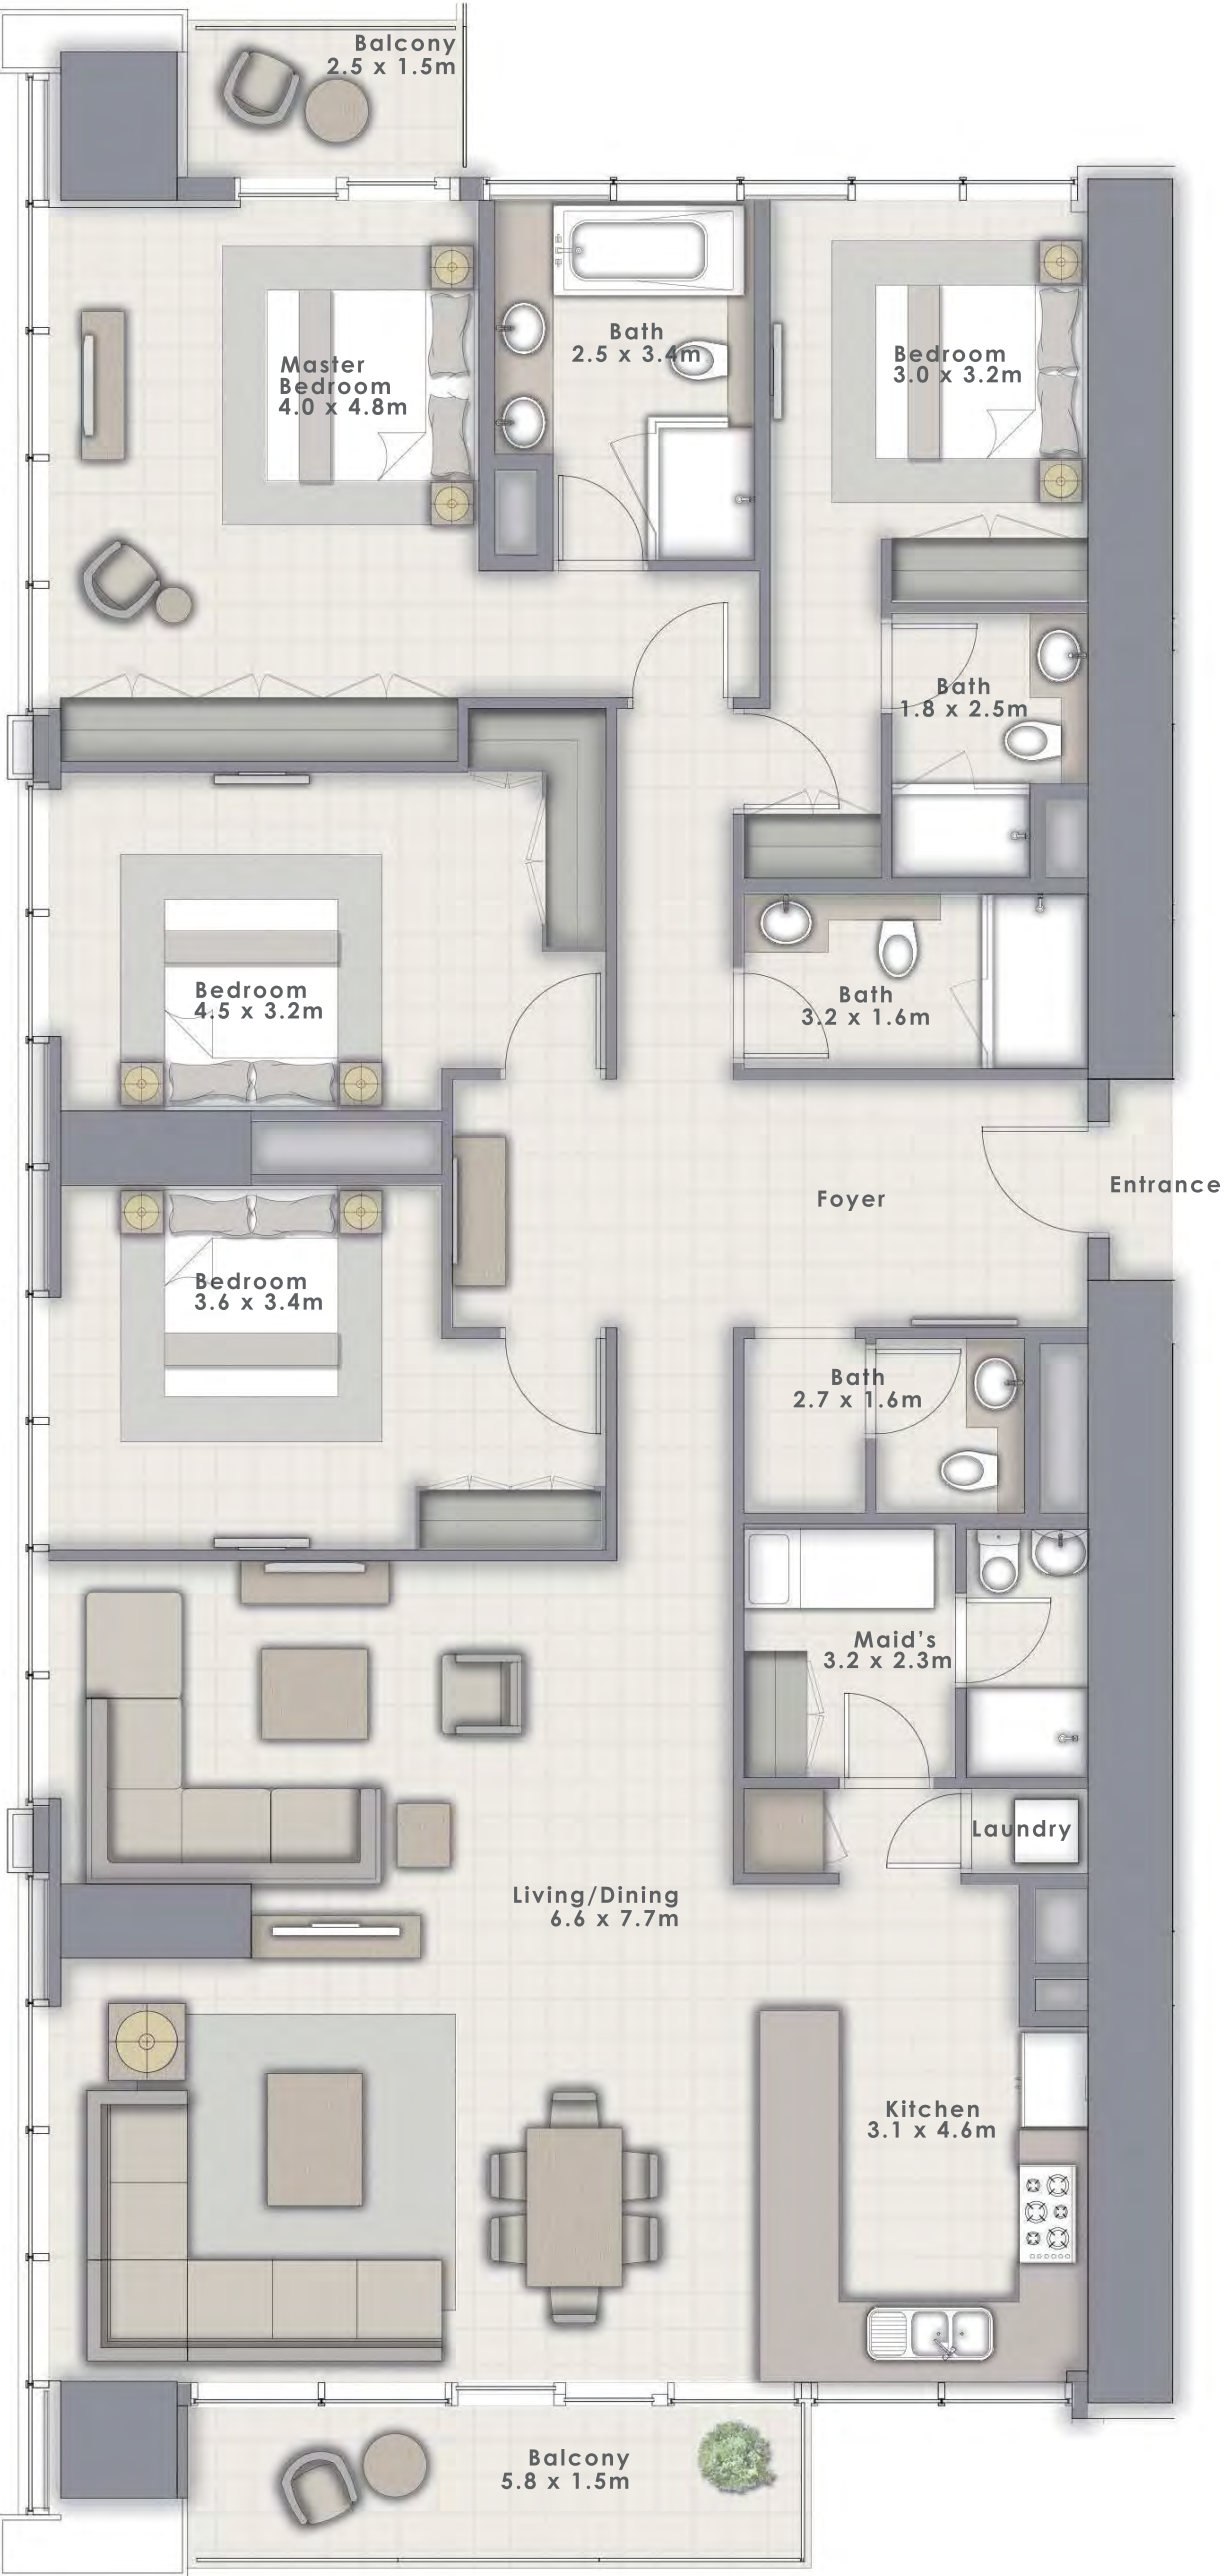 Balcony
2.5 x 1.5m
Bath
2.5 x 3.4m
Bedroom
3.0 x 3.2m
Master
Bedroom
4.0 x 4.8m
Bath
1.8 x 2.5m
Bedroom
4.5 x 3.2m
Bath
3.2 x 1.6m
Foyer
Entrance
Bedroom
3.6 x 3.4m
Bath
2.7 x 1.6m
Maid's
3.2 x 2.3m
Laundry
Living/Dining
6.6 x 7.7m
Kitchen
3.1 x 4.6m
Balcony
5.8 x 1.5m